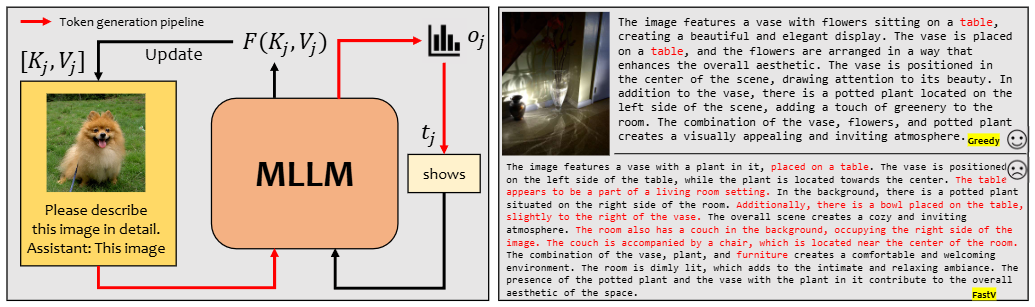 Token generation pipeline
Update
F(Kⱼ, Vⱼ)
oⱼ
[Kⱼ, Vⱼ]
tⱼ
MLLM
shows
Please describe
this image in detail.
Assistant: This image
The image features a vase with flowers sitting on a table,
creating a beautiful and elegant display. The vase is placed
on a table, and the flowers are arranged in a way that
enhances the overall aesthetic. The vase is positioned in
the center of the scene, drawing attention to its beauty. In
addition to the vase, there is a potted plant located on the
left side of the scene, adding a touch of greenery to the
room. The combination of the vase, flowers, and potted plant
creates a visually appealing and inviting atmosphere.
Greedy
The image features a vase with a plant in it, placed on a table. The vase is positioned
on the left side of the table, while the plant is located towards the center. The table
appears to be a part of a living room setting. In the background, there is a potted plant
situated on the right side of the room. Additionally, there is a bowl placed on the table,
slightly to the right of the vase. The overall scene creates a cozy and inviting
atmosphere. The room also has a couch in the background, occupying the right side of the
image. The couch is accompanied by a chair, which is located near the center of the room.
The combination of the vase, plant, and furniture creates a comfortable and welcoming
environment. The room is dimly lit, which adds to the intimate and relaxing ambiance. The
presence of the potted plant and the vase with the plant in it contribute to the overall
aesthetic of the space.
FastV